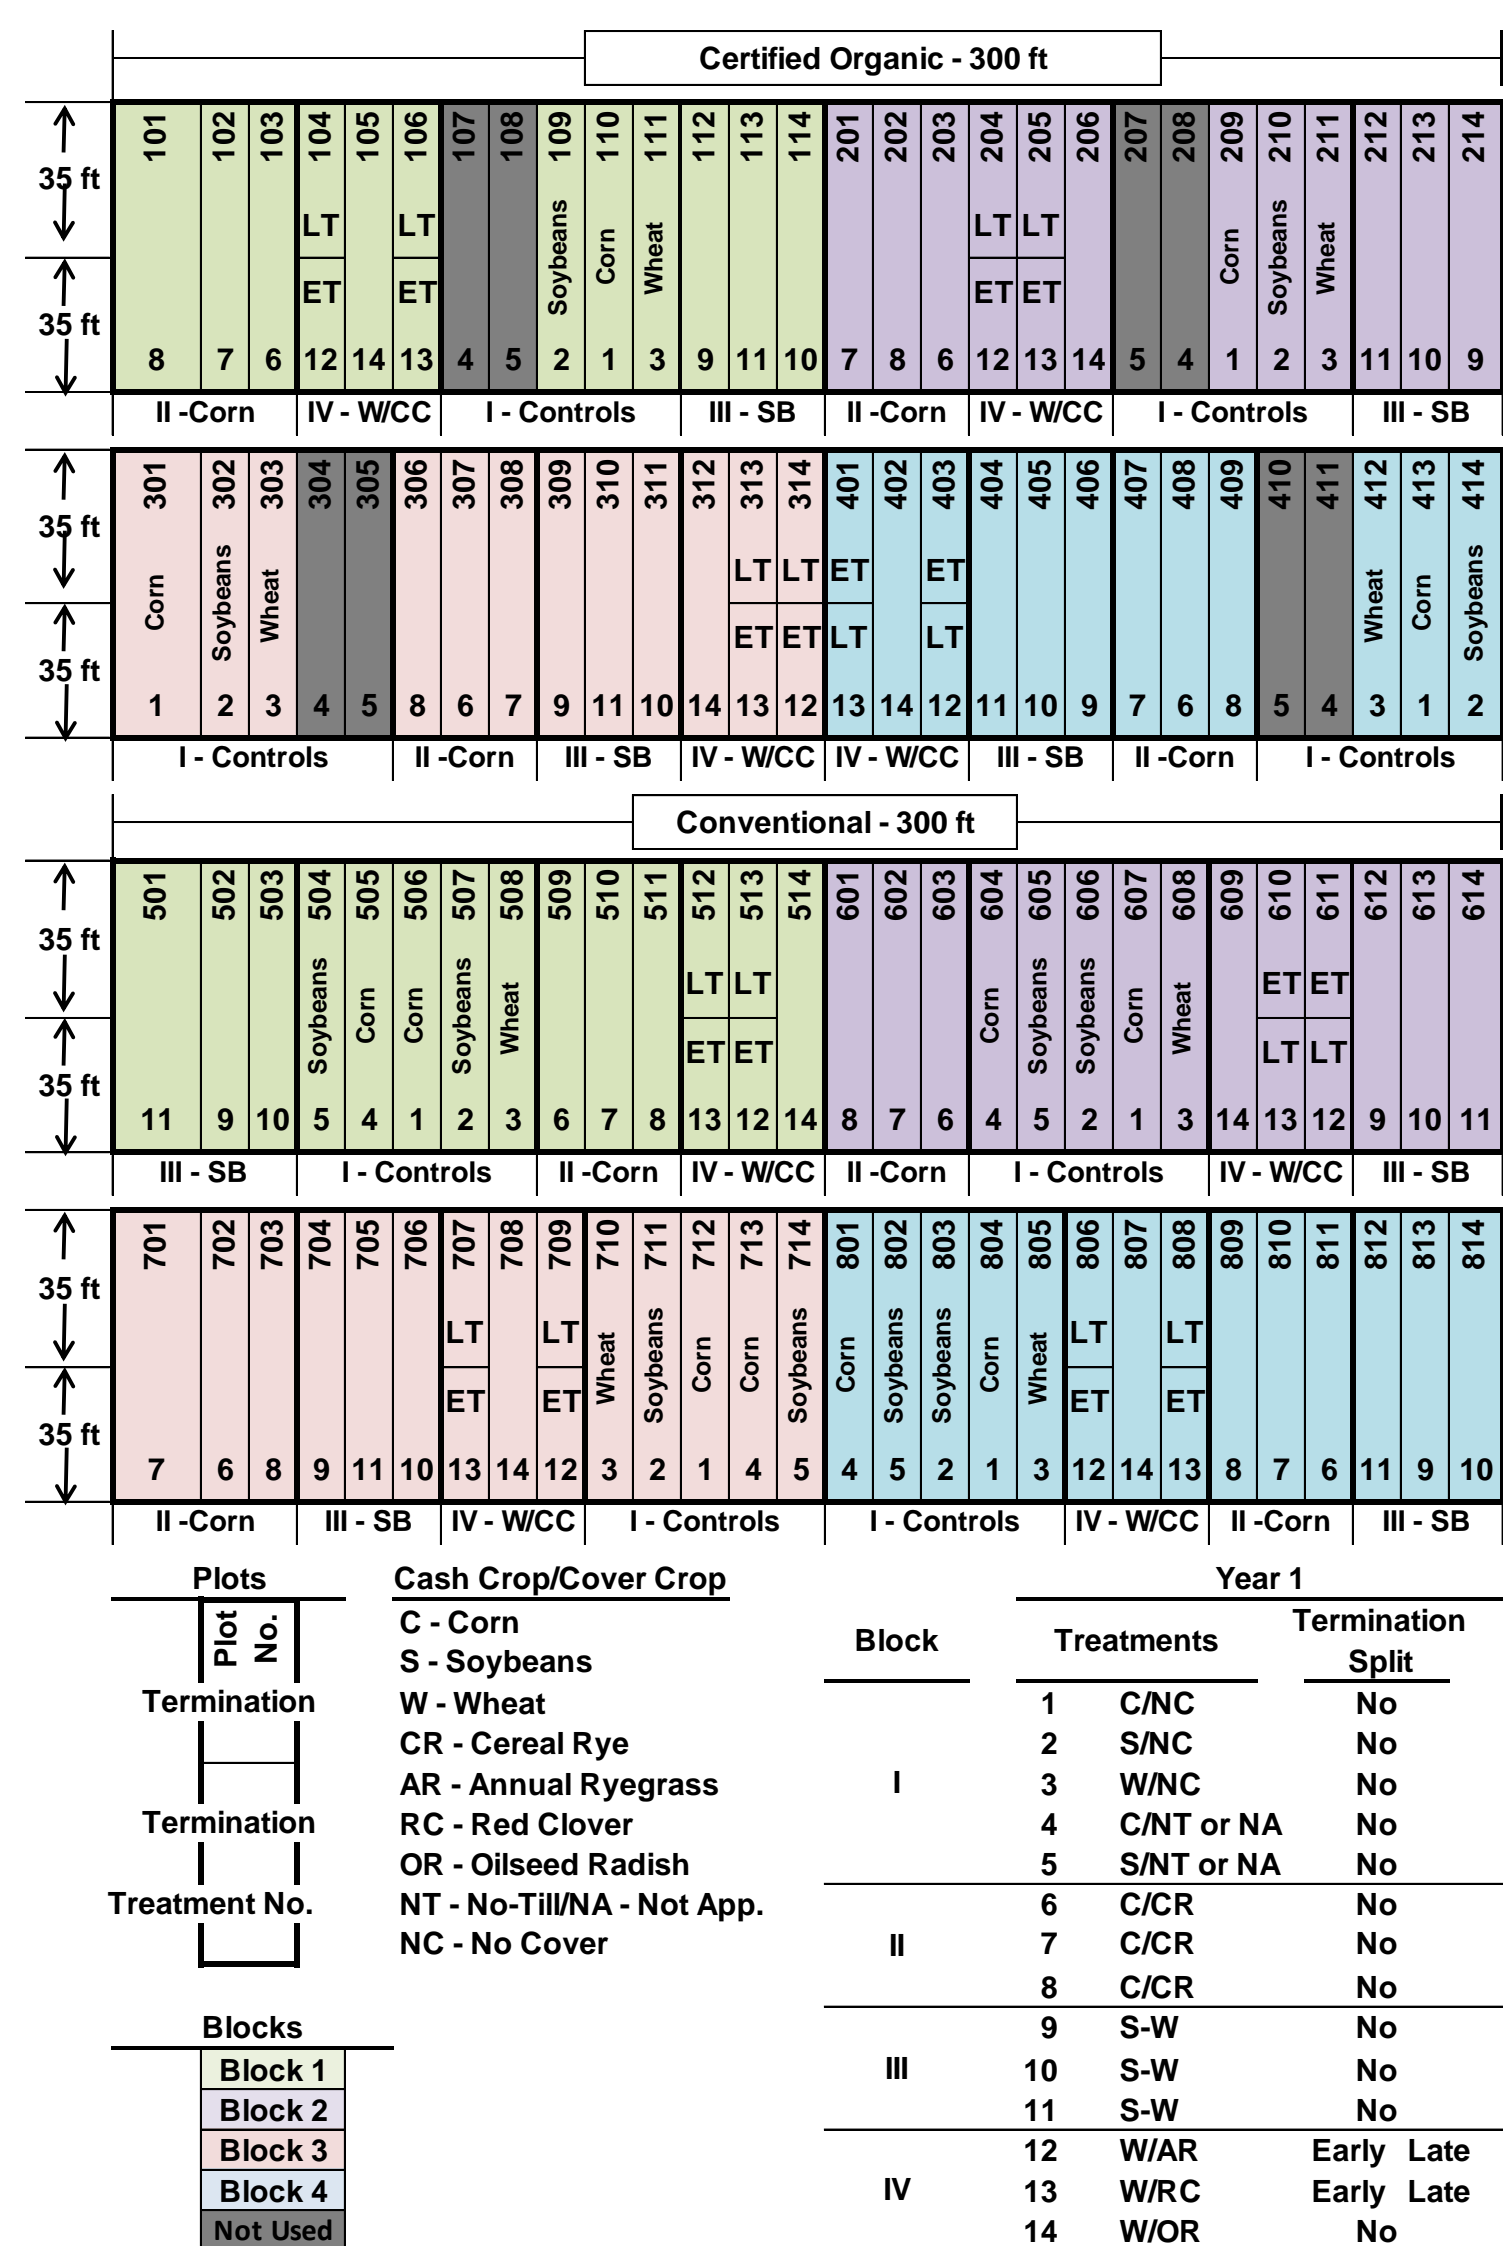 Certified Organic - 300 ft
101 102 103 104 105 106 107 108 109 110 111 112 113 114 201 202 203 204 205 206 207 208 209 210 211 212 213 214
35 ft
LT LT Soybeans Corn Wheat LT LT Corn Soybeans Wheat
ET ET ET ET
35 ft
8 7 6 12 14 13 4 5 2 1 3 9 11 10 7 8 6 12 13 14 5 4 1 2 3 11 10 9
II -Corn IV - W/CC I - Controls III - SB II -Corn IV - W/CC I - Controls III - SB
301 302 303 304 305 306 307 308 309 310 311 312 313 314 401 402 403 404 405 406 407 408 409 410 411 412 413 414
35 ft
Corn Soybeans Wheat LT LT ET ET Wheat Corn Soybeans
ET ET LT LT
35 ft
1 2 3 4 5 8 6 7 9 11 10 14 13 12 13 14 12 11 10 9 7 6 8 5 4 3 1 2
I - Controls II -Corn III - SB IV - W/CC IV - W/CC III - SB II -Corn I - Controls
Conventional - 300 ft
501 502 503 504 505 506 507 508 509 510 511 512 513 514 601 602 603 604 605 606 607 608 609 610 611 612 613 614
35 ft
Soybeans Corn Corn Soybeans Wheat LT LT Corn Soybeans Soybeans Corn Wheat ET ET
ET ET LT LT
35 ft
11 9 10 5 4 1 2 3 6 7 8 13 12 14 8 7 6 4 5 2 1 3 14 13 12 9 10 11
III - SB I - Controls II -Corn IV - W/CC II -Corn I - Controls IV - W/CC III - SB
701 702 703 704 705 706 707 708 709 710 711 712 713 714 801 802 803 804 805 806 807 808 809 810 811 812 813 814
35 ft
LT LT Wheat Soybeans Corn Corn Soybeans Corn Soybeans Soybeans Corn Wheat LT LT
ET ET ET ET
35 ft
7 6 8 9 11 10 13 14 12 3 2 1 4 5 4 5 2 1 3 12 14 13 8 7 6 11 9 10
II -Corn III - SB IV - W/CC I - Controls I - Controls IV - W/CC II -Corn III - SB
Plots
Plot No.
Termination
Termination
Treatment No.
Blocks
Block 1
Block 2
Block 3
Block 4
Not Used
Cash Crop/Cover Crop
C - Corn
S - Soybeans
W - Wheat
CR - Cereal Rye
AR - Annual Ryegrass
RC - Red Clover
OR - Oilseed Radish
NT - No-Till/NA - Not App.
NC - No Cover
Year 1
Block Treatments Termination Split
1 C/NC No
2 S/NC No
I 3 W/NC No
4 C/NT or NA No
5 S/NT or NA No
6 C/CR No
II 7 C/CR No
8 C/CR No
9 S-W No
III 10 S-W No
11 S-W No
12 W/AR Early Late
IV 13 W/RC Early Late
14 W/OR No